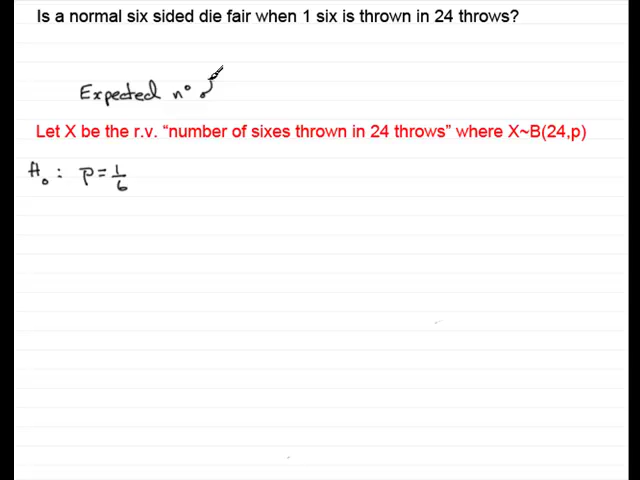 Is a normal six sided die fair when 1 six is thrown in 24 throws?
Expected nº
Let X be the r.v. “number of sixes thrown in 24 throws” where X~B(24,p)
H₀ : p = 1/6